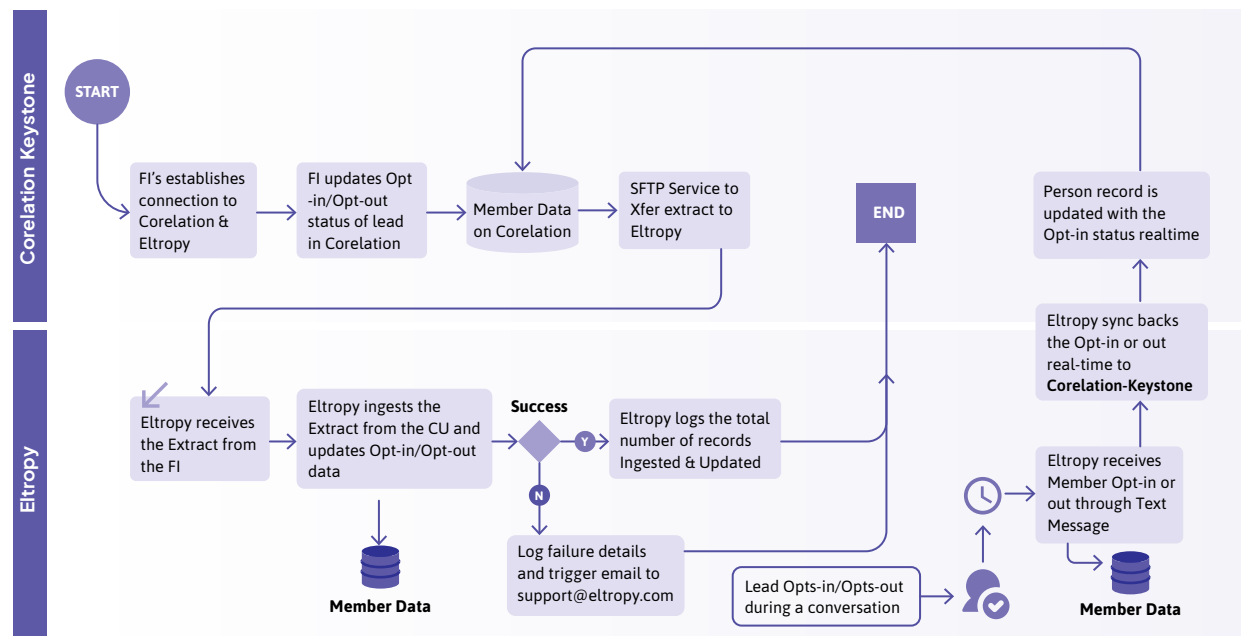 Corelation Keystone
START
FI's establishes
connection to
Corelation &
Eltropy
FI updates Opt
-in/Opt-out
status of lead
in Corelation
Member Data
on Corelation
SFTP Service to
Xfer extract to
Eltropy
END
Person record is
updated with the
Opt-in status realtime
Eltropy sync backs
the Opt-in or out
real-time to
Corelation-Keystone
Eltropy
Eltropy receives
the Extract from
the FI
Eltropy ingests the
Extract from the CU and
updates Opt-in/Opt-out
data
Member Data
Success
Y
N
Eltropy logs the total
number of records
Ingested & Updated
Log failure details
and trigger email to
support@eltropy.com
Lead Opts-in/Opts-out
during a conversation
Eltropy receives
Member Opt-in or
out through Text
Message
Member Data